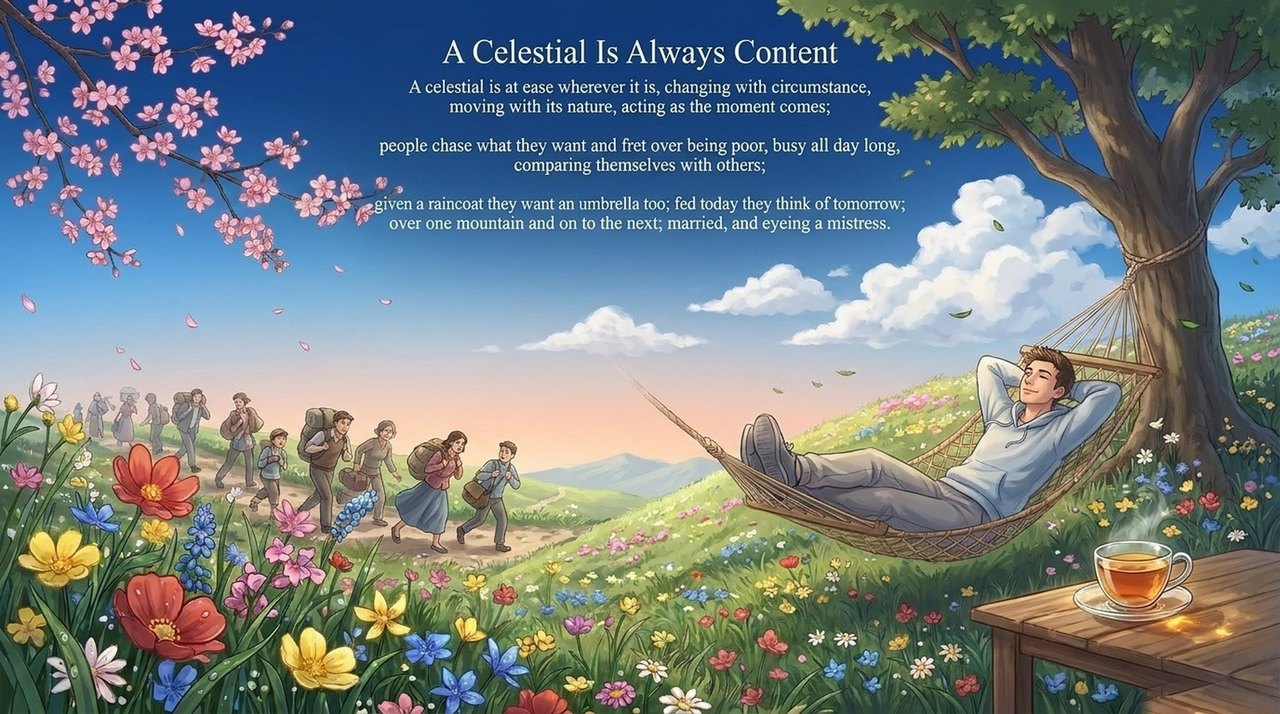 A Celestial Is Always Content
A celestial is at ease wherever it is, changing with circumstance,
moving with its nature, acting as the moment comes;
people chase what they want and fret over being poor, busy all day long,
comparing themselves with others;
given a raincoat they want an umbrella too; fed today they think of tomorrow;
over one mountain and on to the next; married, and eyeing a mistress.